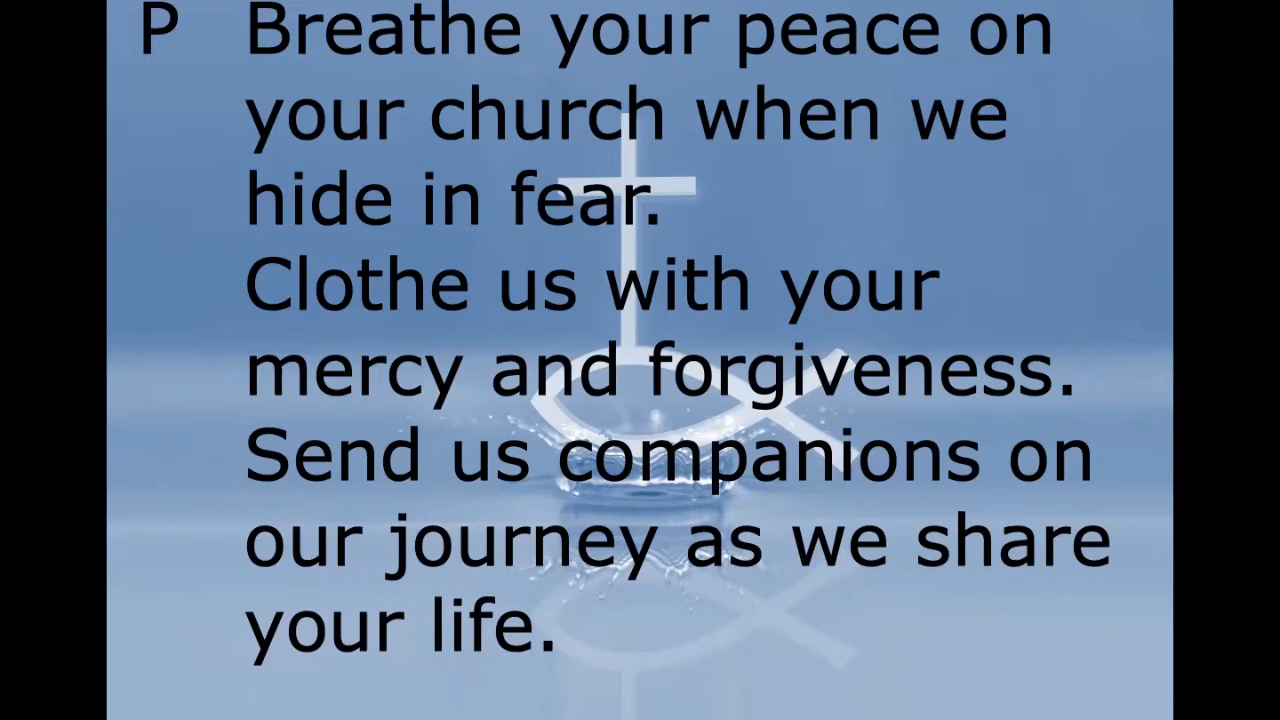 P Breathe your peace on
your church when we
hide in fear.
Clothe us with your
mercy and forgiveness.
Send us companions on
our journey as we share
your life.